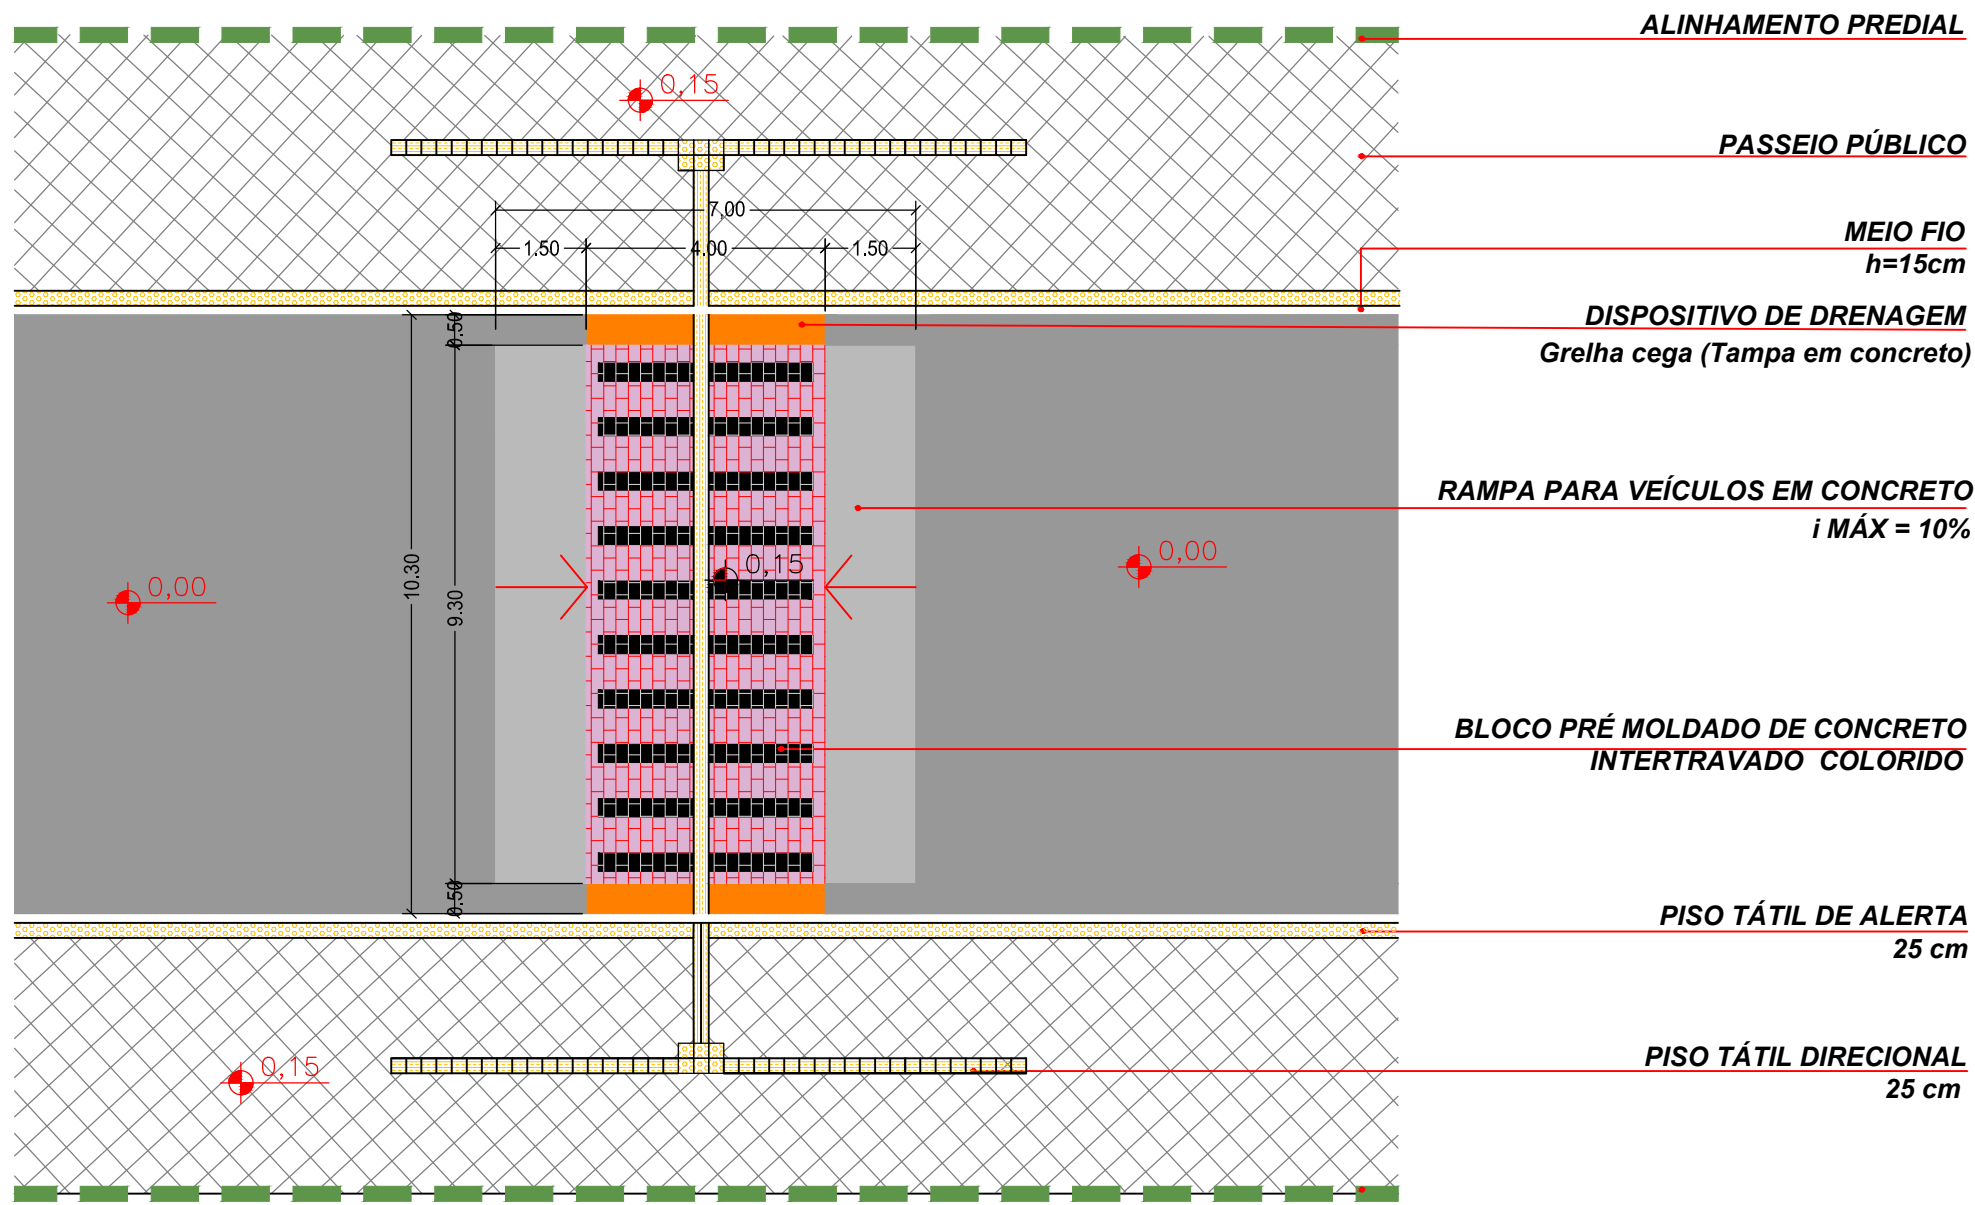 ALINHAMENTO PREDIAL
0,15
PASSEIO PÚBLICO
7,00
MEIO FIO
1.50
4.00
1.50
h=15cm
DISPOSITIVO DE DRENAGEM
0.50
Grelha cega (Tampa em concreto)
RAMPA PARA VEÍCULOS EM CONCRETO
i MÁX = 10%
0,00
0,15
0,00
10.30
9.30
BLOCO PRÉ MOLDADO DE CONCRETO
INTERTRAVADO COLORIDO
0.50
PISO TÁTIL DE ALERTA
25 cm
0,15
PISO TÁTIL DIRECIONAL
25 cm